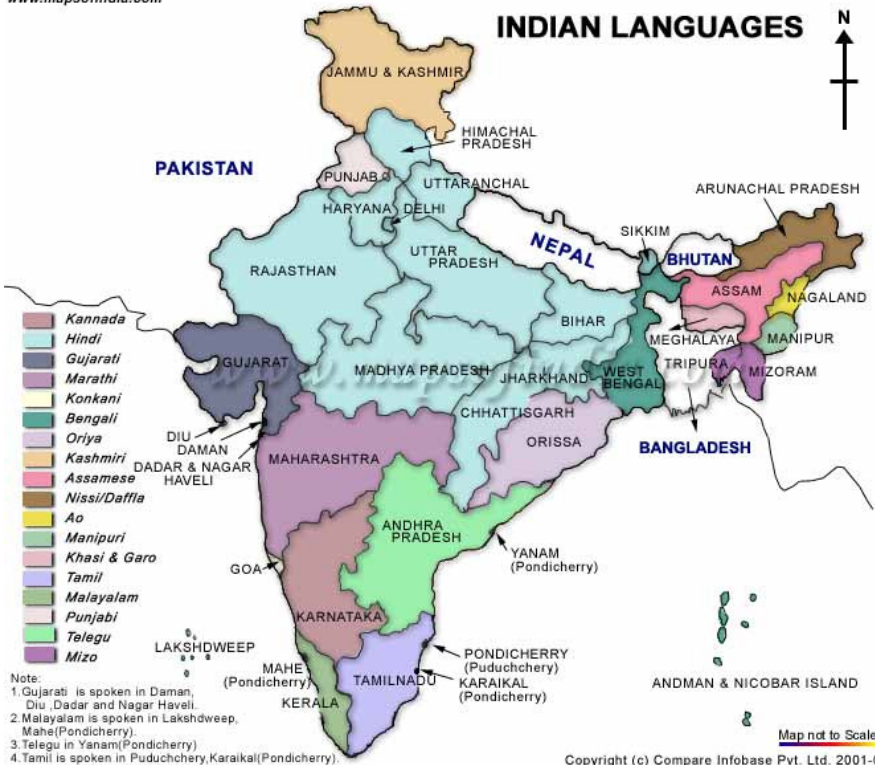 www.mapsofindia.com
INDIAN LANGUAGES
N
JAMMU & KASHMIR
HIMACHAL
PRADESH
PAKISTAN
PUNJAB
UTTARANCHAL
ARUNACHAL PRADESH
HARYANA
DELHI
SIKKIM
NEPAL
BHUTAN
UTTAR
PRADESH
RAJASTHAN
ASSAM
NAGALAND
BIHAR
MEGHALAYA
MANIPUR
GUJARAT
MADHYA PRADESH
JHARKHAND
WEST
BENGAL
TRIPURA
MIZORAM
CHHATTISGARH
DIU
DAMAN
DADAR & NAGAR
HAVELI
MAHARASHTRA
ORISSA
BANGLADESH
ANDHRA
PRADESH
YANAM
(Pondicherry)
GOA
KARNATAKA
LAKSHDWEEP
MAHE
(Pondicherry)
TAMILNADU
PONDICHERRY
(Puduchchery)
KARAIKAL
(Pondicherry)
KERALA
ANDMAN & NICOBAR ISLAND
Kannada
Hindi
Gujarati
Marathi
Konkani
Bengali
Oriya
Kashmiri
Assamese
Nissi/Daffla
Ao
Manipuri
Khasi & Garo
Tamil
Malayalam
Punjabi
Telegu
Mizo
Note:
1.Gujarati is spoken in Daman,
Diu ,Dadar and Nagar Haveli.
2.Malayalam is spoken in Lakshdweep,
Mahe(Pondicherry).
3.Telegu in Yanam(Pondicherry)
4.Tamil is spoken in Puduchchery,Karaikal(Pondicherry).
Map not to Scale
Copyright (c) Compare Infobase Pvt. Ltd. 2001-0